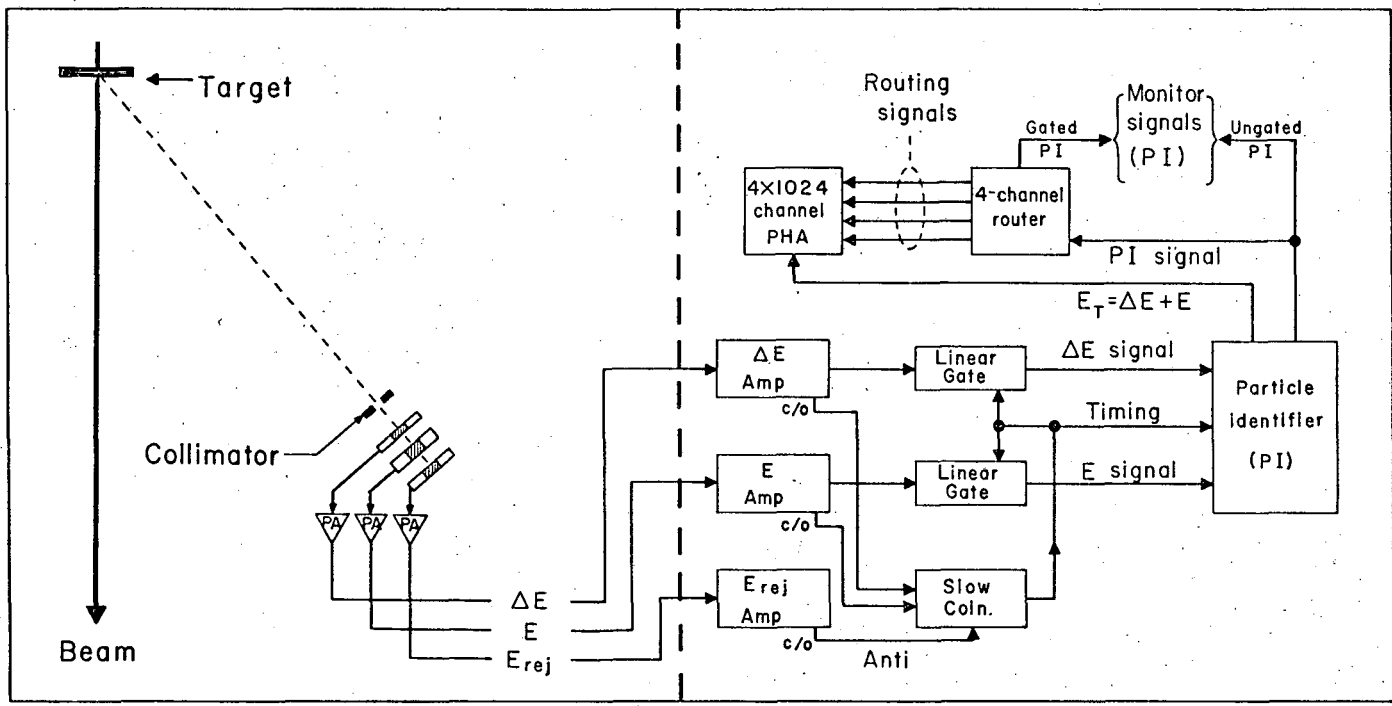 Target
Collimator
PA PA PA
Beam
ΔE
E
E rej
Routing
signals
Gated
PI
Monitor
signals
(PI)
Ungated
PI
4×1024
channel
PHA
4-channel
router
PI signal
E_T=ΔE+E
ΔE
Amp
c/o
Linear
Gate
ΔE signal
Timing
Particle
identifier
(PI)
E
Amp
c/o
Linear
Gate
E signal
E rej
Amp
c/o
Slow
Coin.
Anti